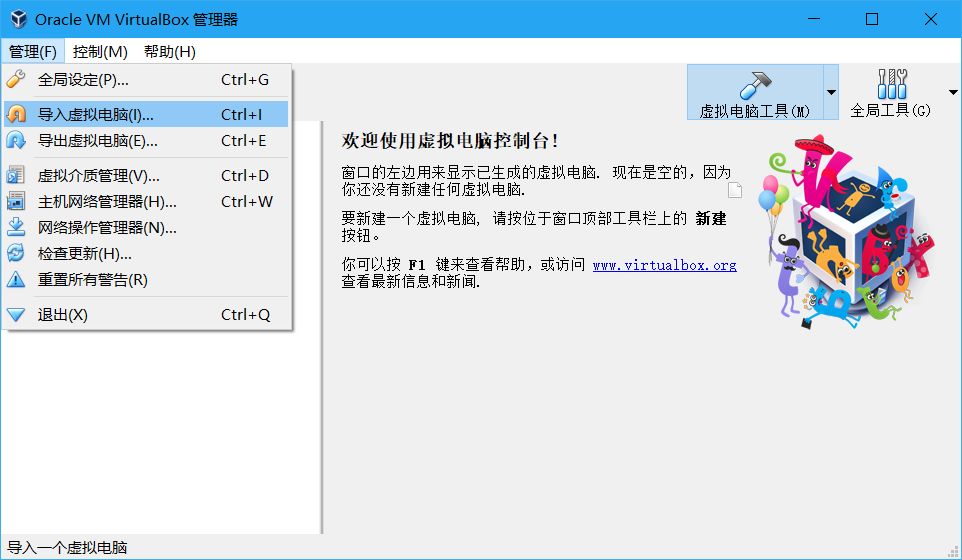 Oracle VM VirtualBox 管理器
管理(F) 控制(M) 帮助(H)
全局设定(P)... Ctrl+G
导入虚拟电脑(I)... Ctrl+I
导出虚拟电脑(E)... Ctrl+E
虚拟介质管理(V)... Ctrl+D
主机网络管理器(H)... Ctrl+W
网络操作管理器(N)...
检查更新(H)...
重置所有警告(R)
退出(X) Ctrl+Q
虚拟电脑工具(M) 全局工具(G)
欢迎使用虚拟电脑控制台!
窗口的左边用来显示已生成的虚拟电脑. 现在是空的, 因为
你还没有新建任何虚拟电脑.
要新建一个虚拟电脑, 请按位于窗口顶部工具栏上的 新建
按钮。
你可以按 F1 键来查看帮助, 或访问 www.virtualbox.org
查看最新信息和新闻.
导入一个虚拟电脑